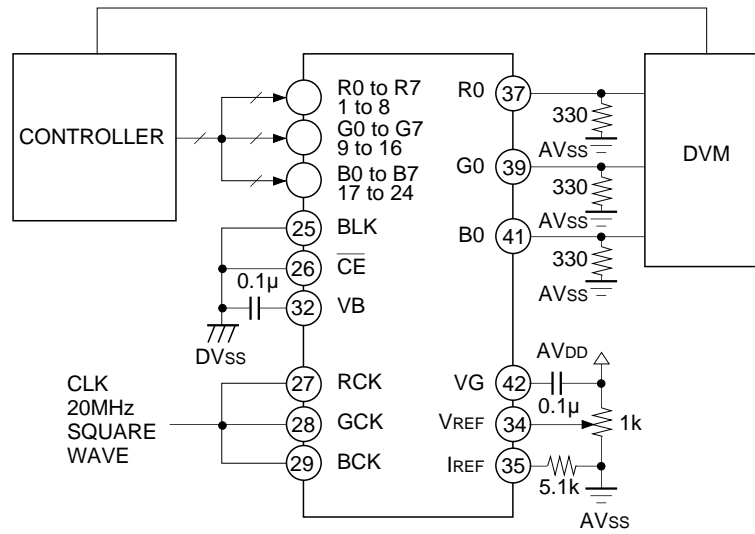 CONTROLLER
R0 to R7
1 to 8
G0 to G7
9 to 16
B0 to B7
17 to 24
25
BLK
26
CE
0.1µ
32
VB
DVSS
CLK
20MHz
SQUARE
WAVE
27
RCK
28
GCK
29
BCK
R0
37
330
AVSS
G0
39
330
AVSS
B0
41
330
AVSS
DVM
AVDD
VG
42
0.1µ
VREF
34
1k
IREF
35
5.1k
AVSS